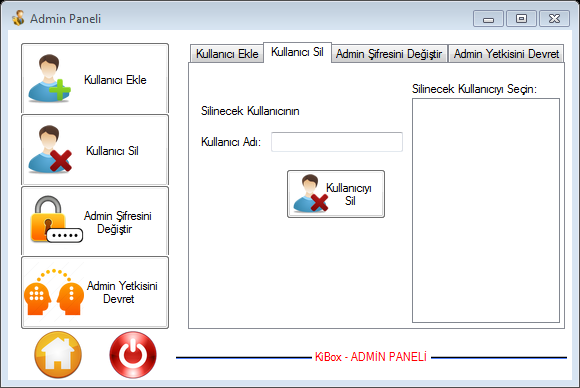 Admin Paneli
Kullanıcı Ekle
Kullanıcı Sil
Admin Şifresini
Değiştir
Admin Yetkisini
Devret
Kullanıcı Ekle Kullanıcı Sil Admin Şifresini Değiştir Admin Yetkisini Devret
Silinecek Kullanıcının
Kullanıcı Adı:
Kullanıcıyı
Sil
Silinecek Kullanıcıyı Seçin:
KiBox - ADMİN PANELİ